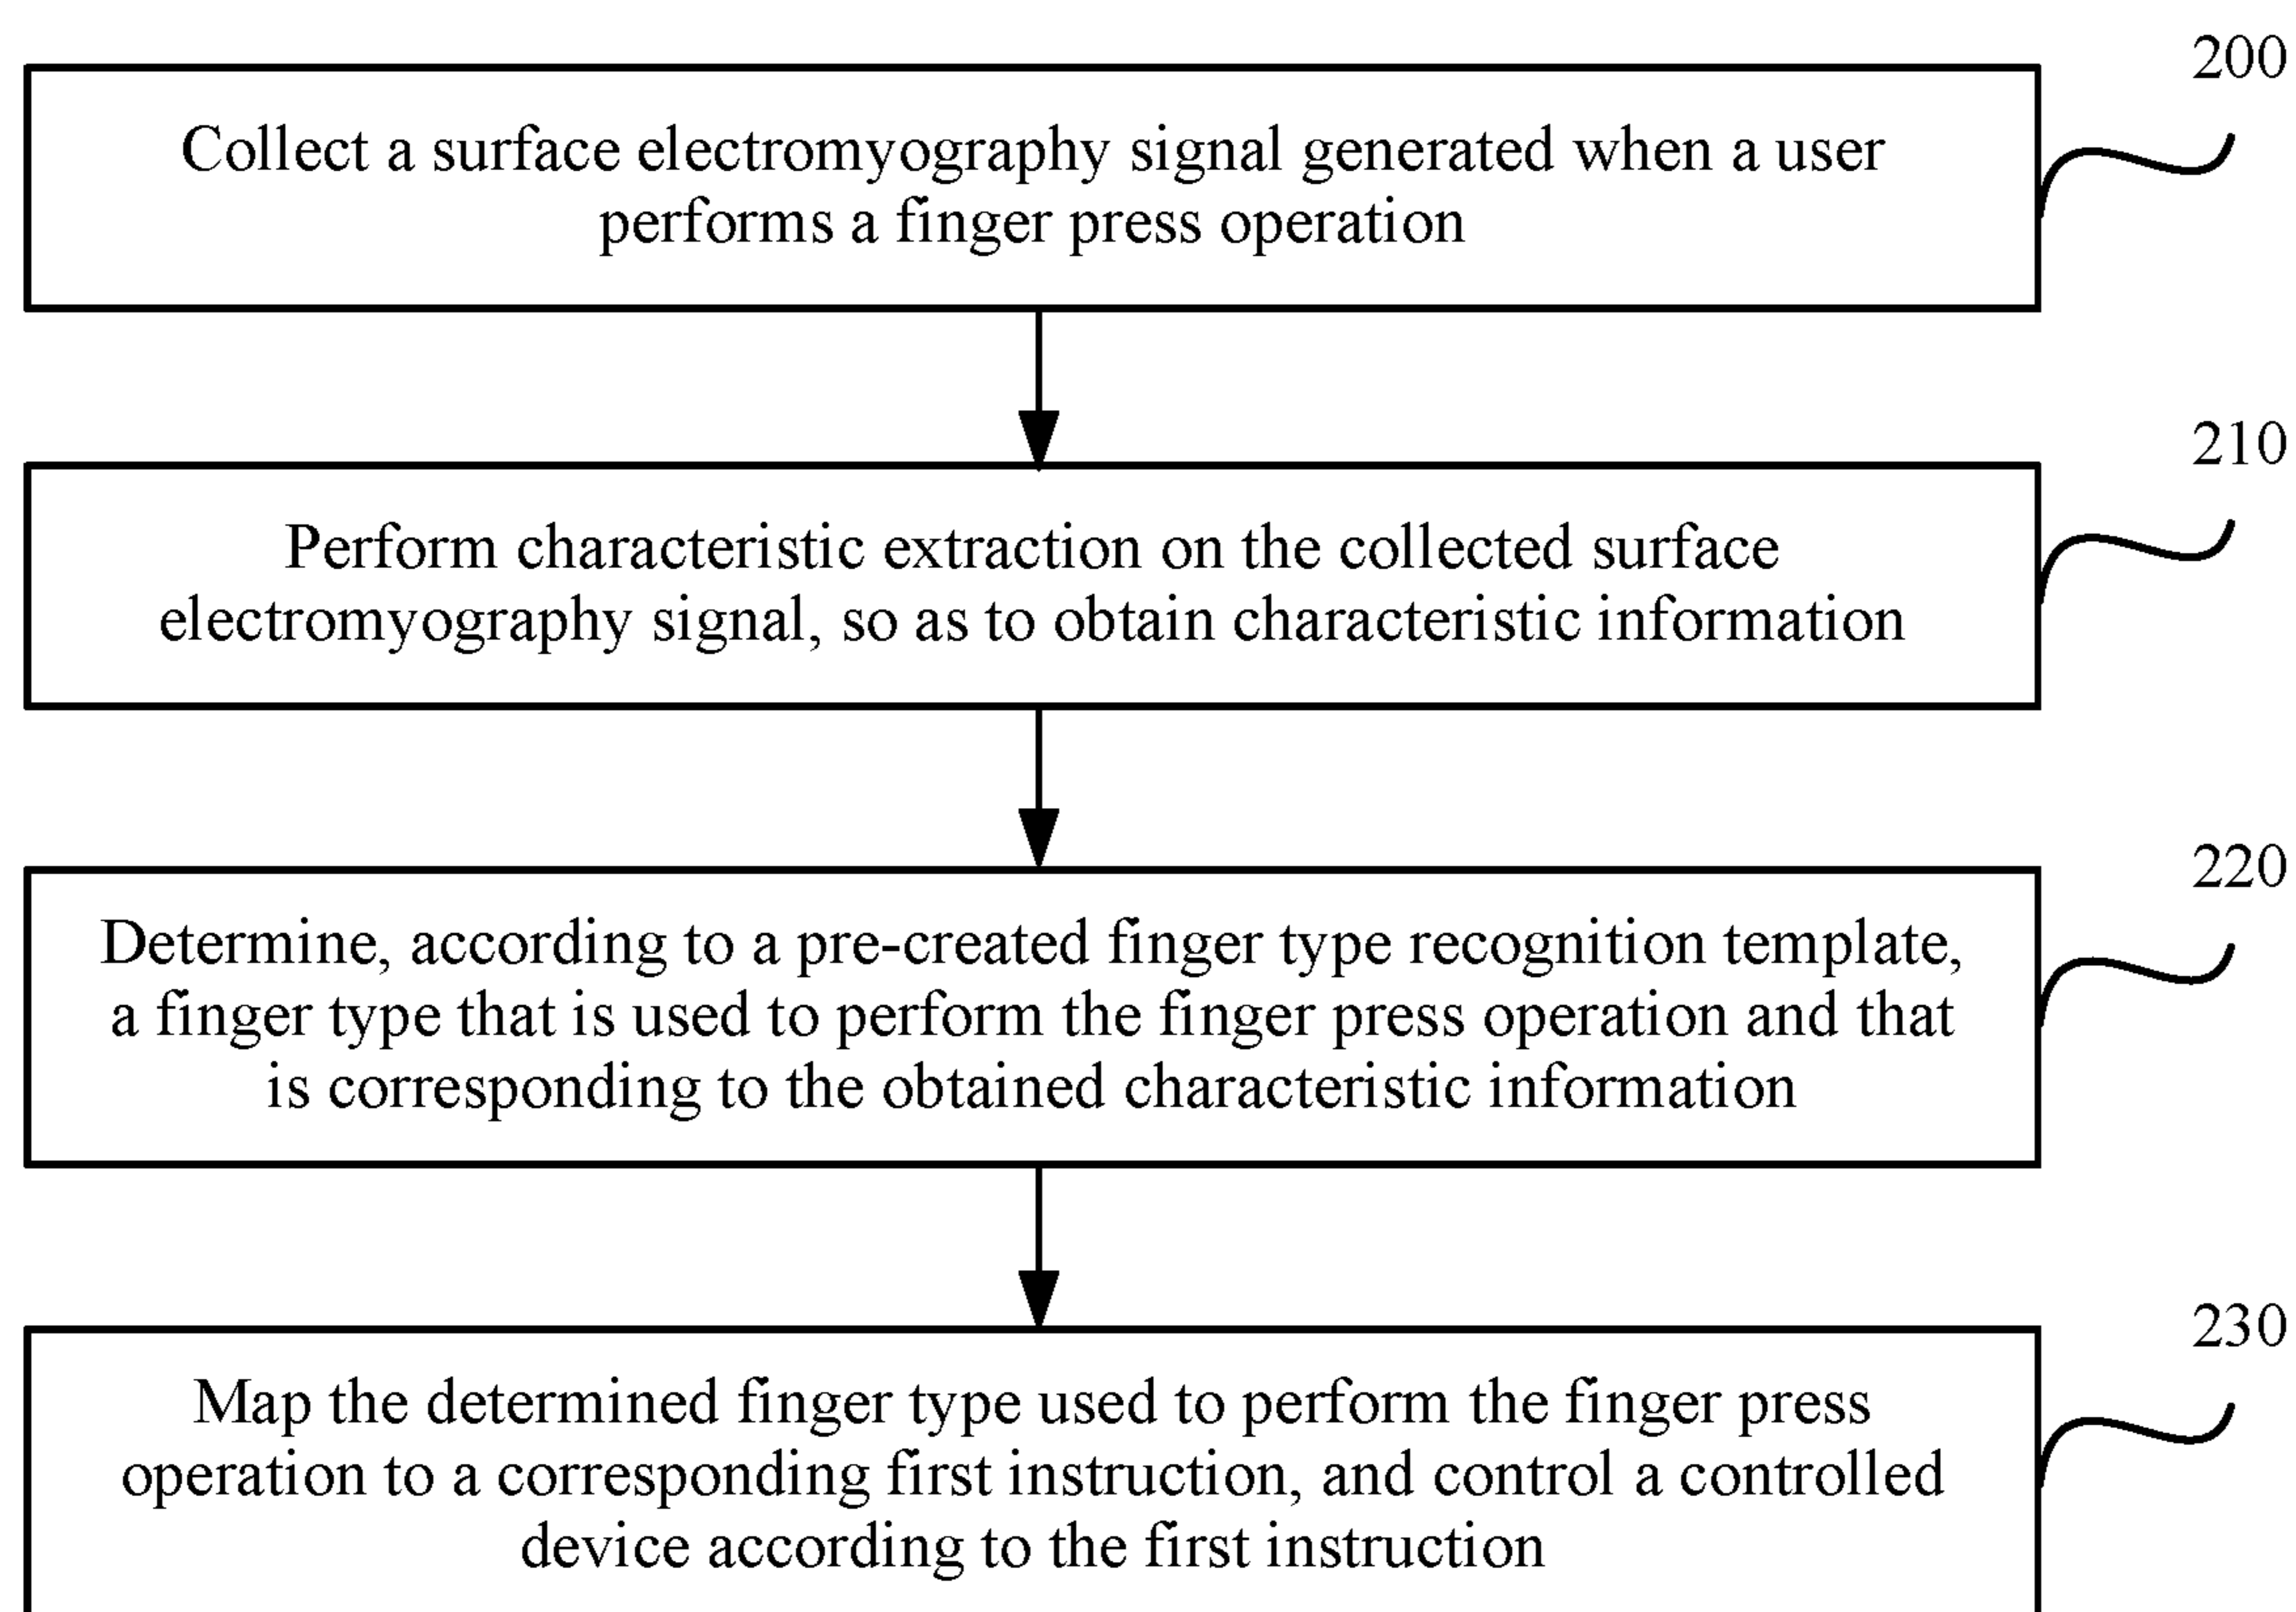 200
Collect a surface electromyography signal generated when a user
performs a finger press operation
210
Perform characteristic extraction on the collected surface
electromyography signal, so as to obtain characteristic information
220
Determine, according to a pre-created finger type recognition template,
a finger type that is used to perform the finger press operation and that
is corresponding to the obtained characteristic information
230
Map the determined finger type used to perform the finger press
operation to a corresponding first instruction, and control a controlled
device according to the first instruction